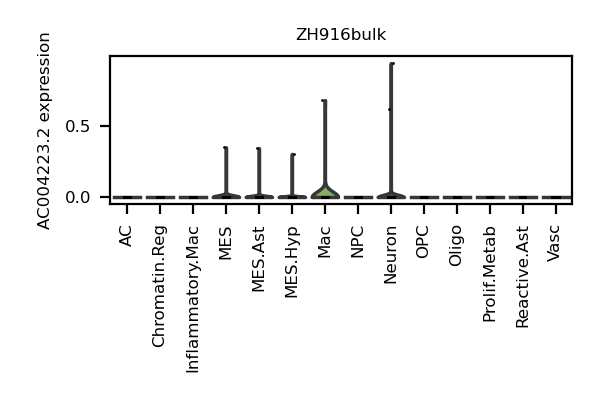 ZH916bulk
AC004223.2 expression
0.5
0.0
AC
Chromatin.Reg
Inflammatory.Mac
MES
MES.Ast
MES.Hyp
Mac
NPC
Neuron
OPC
Oligo
Prolif.Metab
Reactive.Ast
Vasc